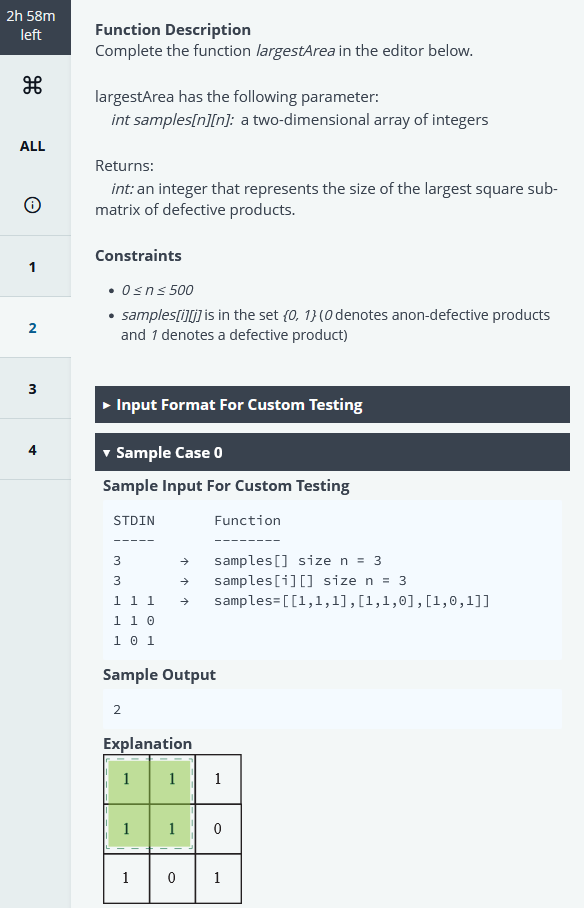 2h 58m
left
ALL
1
2
3
4
Function Description
Complete the function largestArea in the editor below.
largestArea has the following parameter:
int samples[n][n]: a two-dimensional array of integers
Returns:
int: an integer that represents the size of the largest square sub-
matrix of defective products.
Constraints
• 0 ≤ n ≤ 500
• samples[i][j] is in the set {0, 1} (0 denotes anon-defective products
and 1 denotes a defective product)
▸ Input Format For Custom Testing
▾ Sample Case 0
Sample Input For Custom Testing
STDIN Function
----- --------
3 → samples[] size n = 3
3 → samples[i][] size n = 3
1 1 1 → samples=[[1,1,1],[1,1,0],[1,0,1]]
1 1 0
1 0 1
Sample Output
2
Explanation
1 1 1
1 1 0
1 0 1